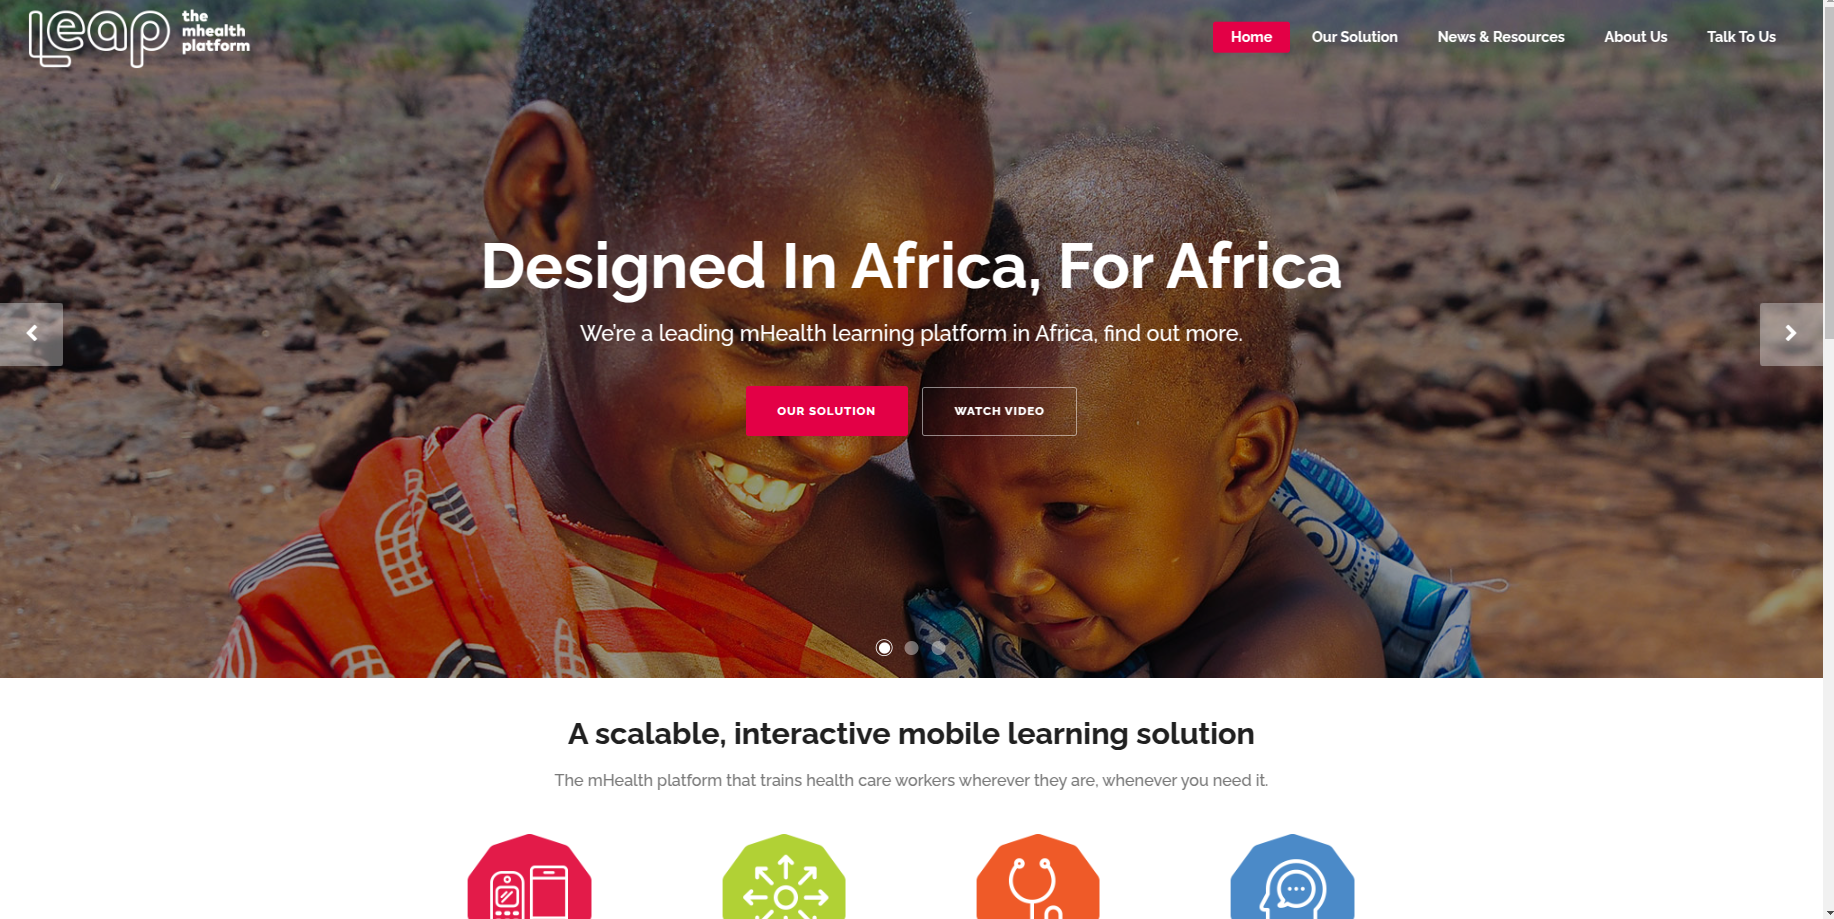 Leap
the
mhealth
platform
Home
Our Solution
News & Resources
About Us
Talk To Us
Designed In Africa, For Africa
We're a leading mHealth learning platform in Africa, find out more.
OUR SOLUTION
WATCH VIDEO
A scalable, interactive mobile learning solution
The mHealth platform that trains health care workers wherever they are, whenever you need it.